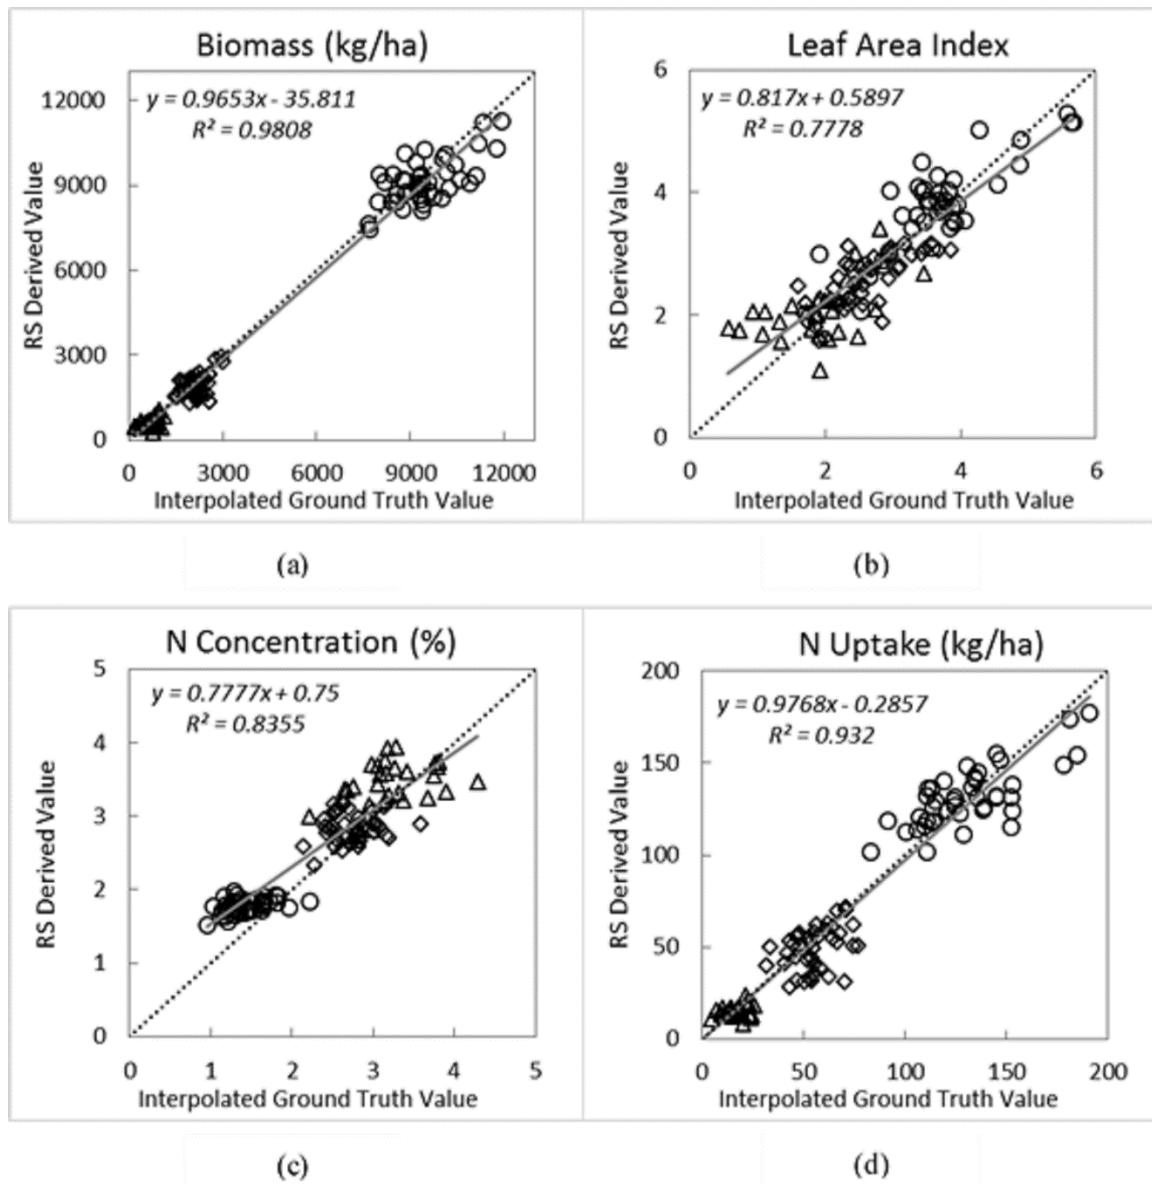 Biomass (kg/ha)
y = 0.9653x - 35.811
R² = 0.9808
RS Derived Value
12000
9000
6000
3000
0
0 3000 6000 9000 12000
Interpolated Ground Truth Value
(a)
Leaf Area Index
y = 0.817x + 0.5897
R² = 0.7778
RS Derived Value
6
4
2
0
0 2 4 6
Interpolated Ground Truth Value
(b)
N Concentration (%)
y = 0.7777x + 0.75
R² = 0.8355
RS Derived Value
5
4
3
2
1
0
0 1 2 3 4 5
Interpolated Ground Truth Value
(c)
N Uptake (kg/ha)
y = 0.9768x - 0.2857
R² = 0.932
RS Derived Value
200
150
100
50
0
0 50 100 150 200
Interpolated Ground Truth Value
(d)